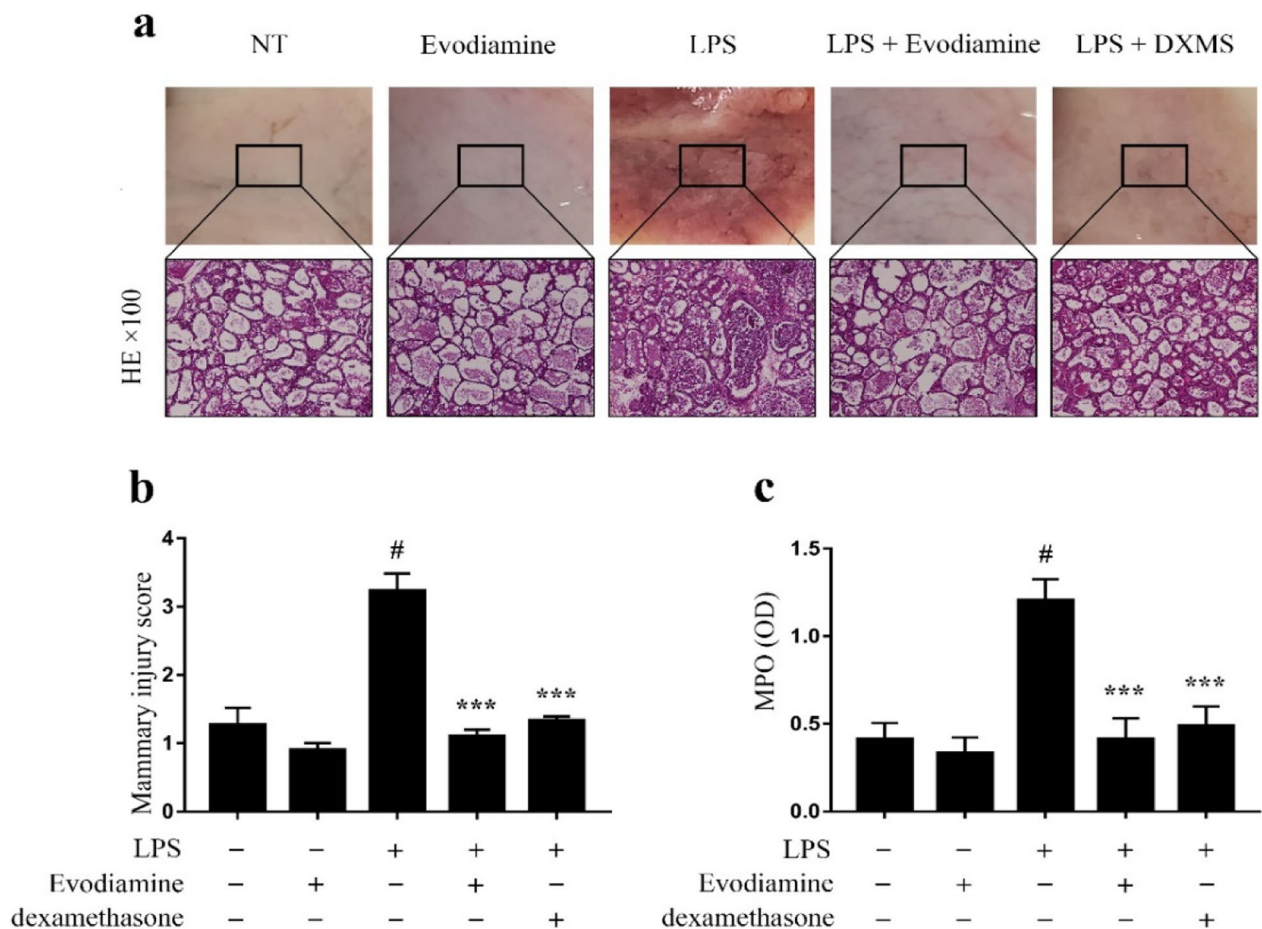 a
NT Evodiamine LPS LPS + Evodiamine LPS + DXMS
HE ×100
b
Mammary injury score
4
3
2
1
0
#
***
***
LPS − − + + +
Evodiamine − + − + −
dexamethasone − − − − +
c
MPO (OD)
1.5
1.0
0.5
0.0
#
***
***
LPS − − + + +
Evodiamine − + − + −
dexamethasone − − − − +